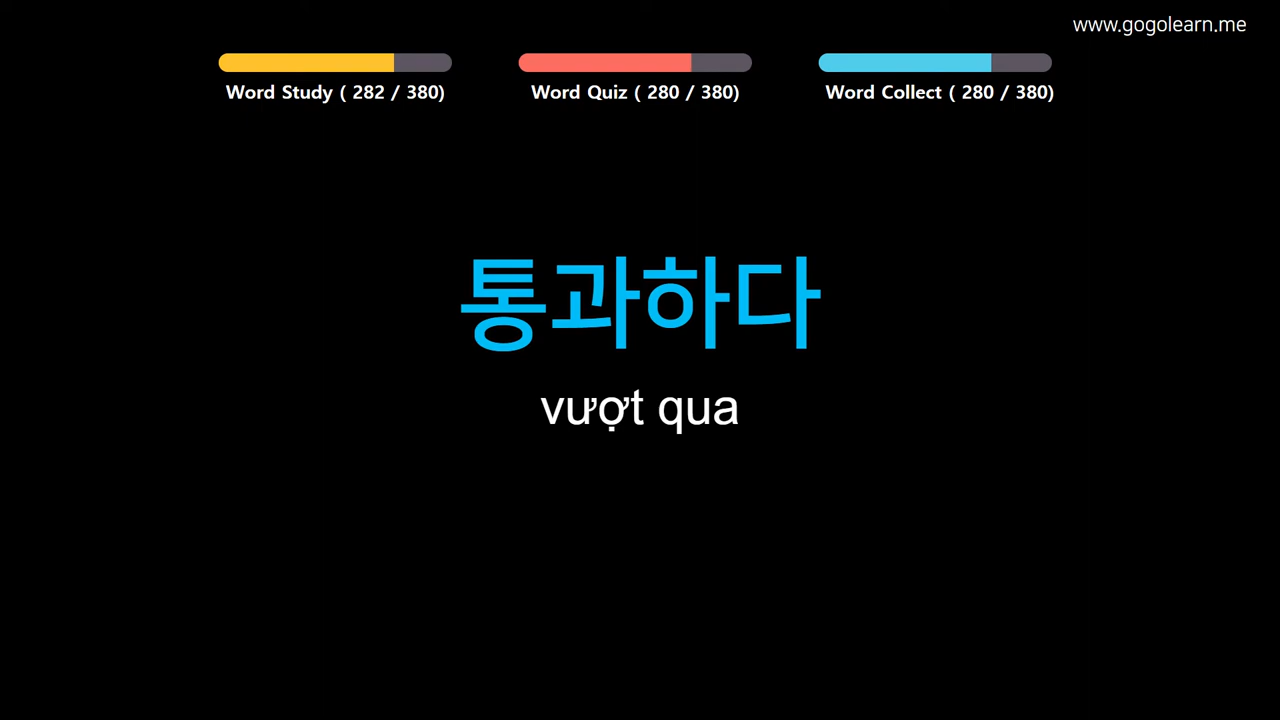 www.gogolearn.me
Word Study ( 282 / 380)
Word Quiz ( 280 / 380)
Word Collect ( 280 / 380)
통과하다
vượt qua